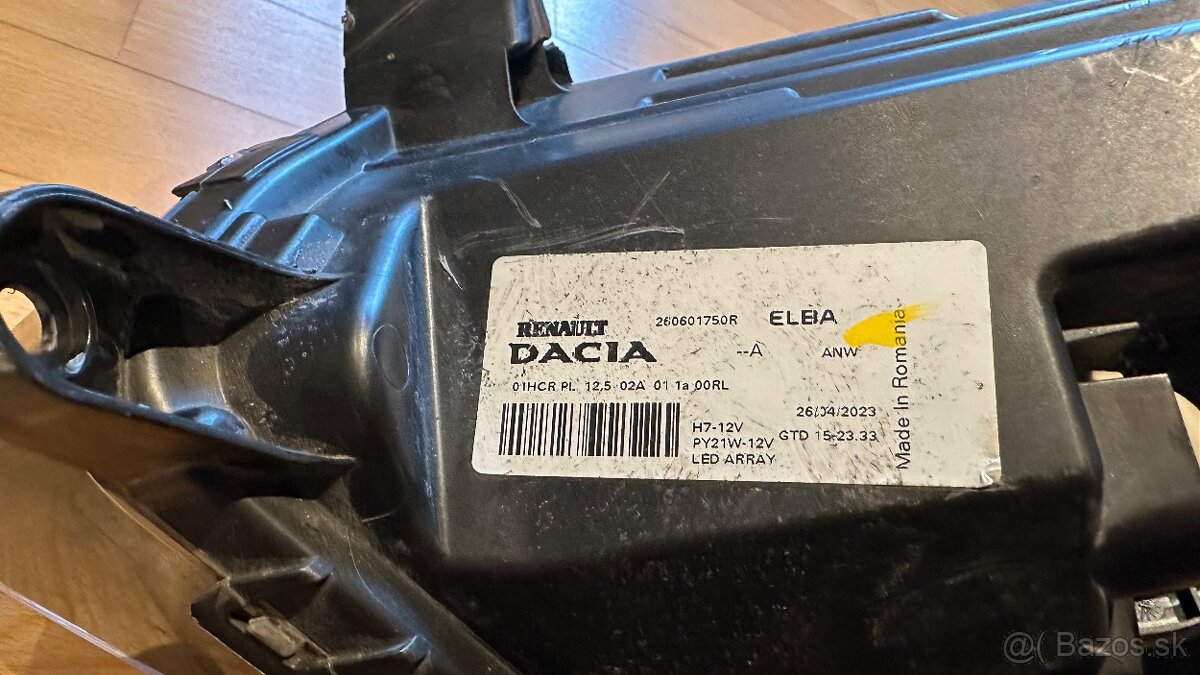 RENAULT 260601750R ELBA
DACIA --A ANW
01HCR PL 12,5 02A 01 1a 00RL
26/04/2023
H7-12V
PY21W-12V GTD 15-23.33
LED ARRAY
Made In Romania
@( Bazos.sk